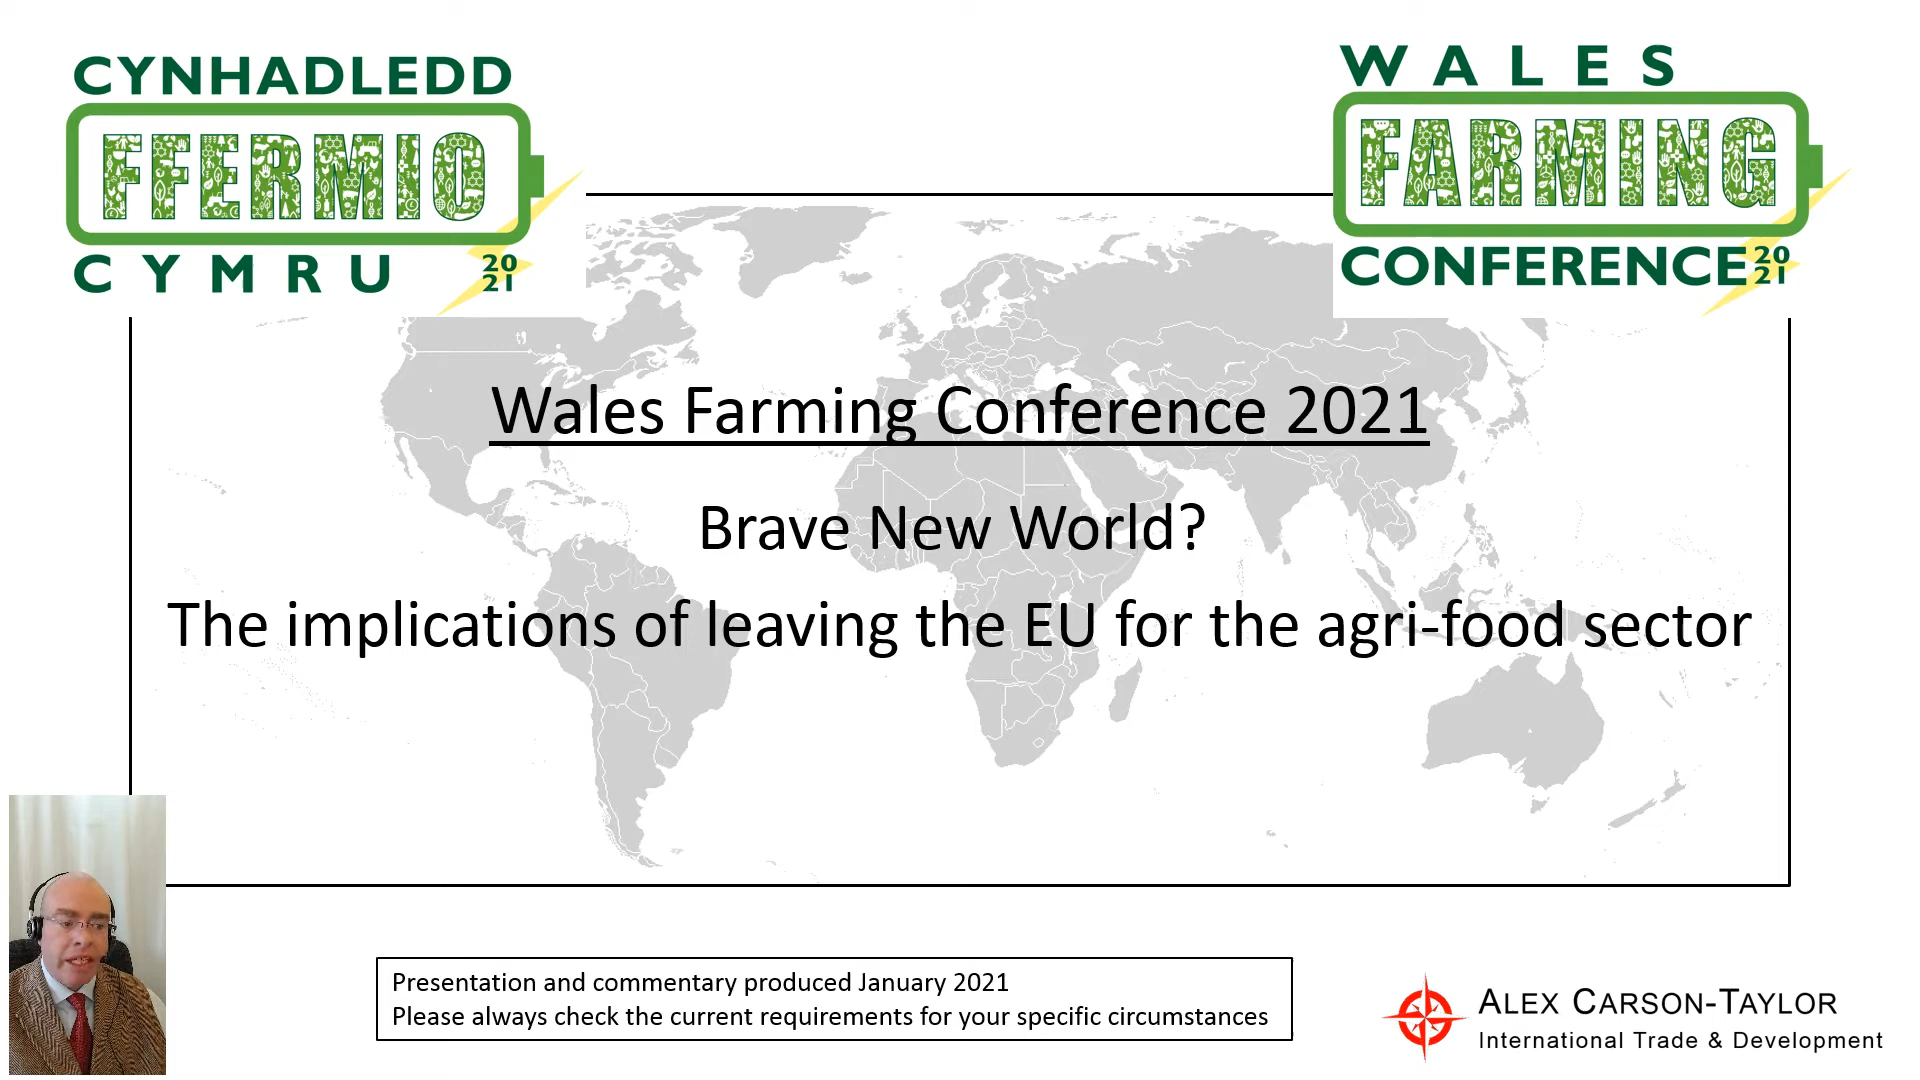 CYNHADLEDD
FFERMIO
CYMRU 2021
WALES
FARMING
CONFERENCE 2021
Wales Farming Conference 2021
Brave New World?
The implications of leaving the EU for the agri-food sector
Presentation and commentary produced January 2021
Please always check the current requirements for your specific circumstances
ALEX CARSON-TAYLOR
International Trade & Development